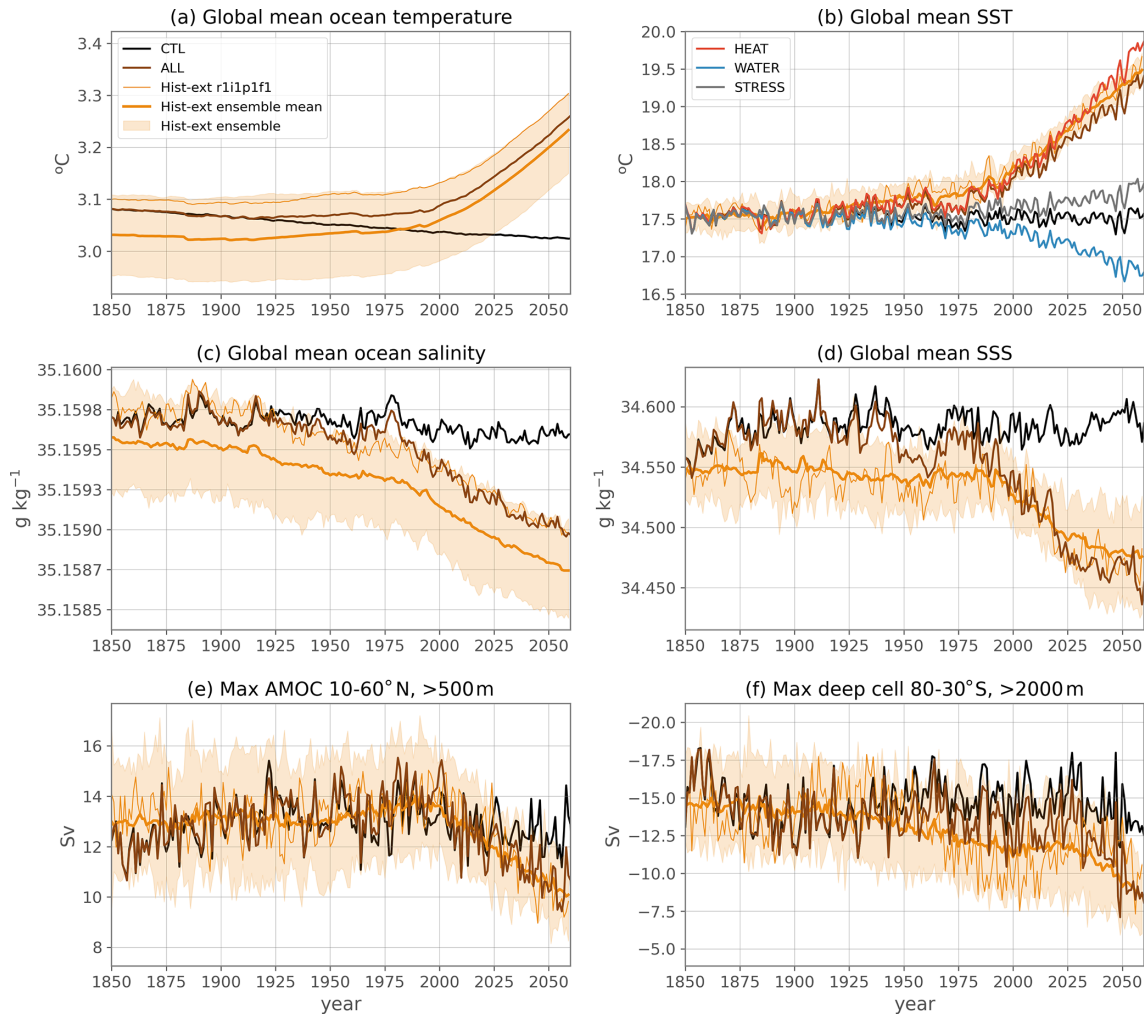 (a) Global mean ocean temperature
3.4
3.3
3.2
3.1
3.0
°C
CTL
ALL
Hist-ext r1i1p1f1
Hist-ext ensemble mean
Hist-ext ensemble
1850 1875 1900 1925 1950 1975 2000 2025 2050
(b) Global mean SST
20.0
19.5
19.0
18.5
18.0
17.5
17.0
16.5
°C
HEAT
WATER
STRESS
1850 1875 1900 1925 1950 1975 2000 2025 2050
(c) Global mean ocean salinity
35.1600
35.1598
35.1595
35.1593
35.1590
35.1587
35.1585
g kg⁻¹
1850 1875 1900 1925 1950 1975 2000 2025 2050
(d) Global mean SSS
34.600
34.550
34.500
34.450
g kg⁻¹
1850 1875 1900 1925 1950 1975 2000 2025 2050
(e) Max AMOC 10-60°N, >500m
16
14
12
10
8
Sv
1850 1875 1900 1925 1950 1975 2000 2025 2050
year
(f) Max deep cell 80-30°S, >2000m
−20.0
−17.5
−15.0
−12.5
−10.0
−7.5
−5.0
Sv
1850 1875 1900 1925 1950 1975 2000 2025 2050
year